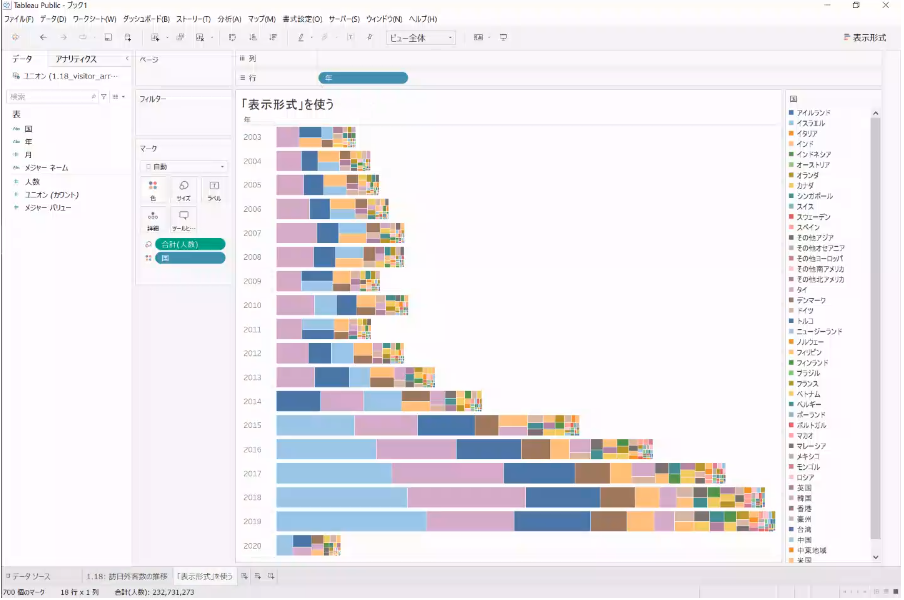 Tableau Public - ブック1
ファイル(F) データ(D) ワークシート(W) ダッシュボード(B) ストーリー(T) 分析(A) マップ(M) 書式設定(O) サーバー(S) ウィンドウ(N) ヘルプ(H)
ビュー全体
表示形式
データ アナリティクス
ユニオン (1.18_visitor_arr…
検索
表
Abc 国
Abc 年
月
Abc メジャー ネーム
人数
ユニオン (カウント)
メジャー バリュー
ページ
フィルター
マーク
自動
色 サイズ ラベル
詳細 ツールヒ…
合計(人数)
国
列
行 年
「表示形式」を使う
年
2003
2004
2005
2006
2007
2008
2009
2010
2011
2012
2013
2014
2015
2016
2017
2018
2019
2020
国
アイルランド
イスラエル
イタリア
インド
インドネシア
オーストリア
オランダ
カナダ
シンガポール
スイス
スウェーデン
スペイン
その他アジア
その他オセアニア
その他ヨーロッパ
その他南アメリカ
その他北アメリカ
タイ
デンマーク
ドイツ
トルコ
ニュージーランド
ノルウェー
フィリピン
フィンランド
ブラジル
フランス
ベトナム
ベルギー
ポーランド
ポルトガル
マカオ
マレーシア
メキシコ
モンゴル
ロシア
英国
韓国
香港
豪州
台湾
中国
中東地域
米国
データ ソース 1.18: 訪日外客数の推移 「表示形式」を使う
700 個のマーク 18 行 x 1 列 合計(人数): 232,731,273